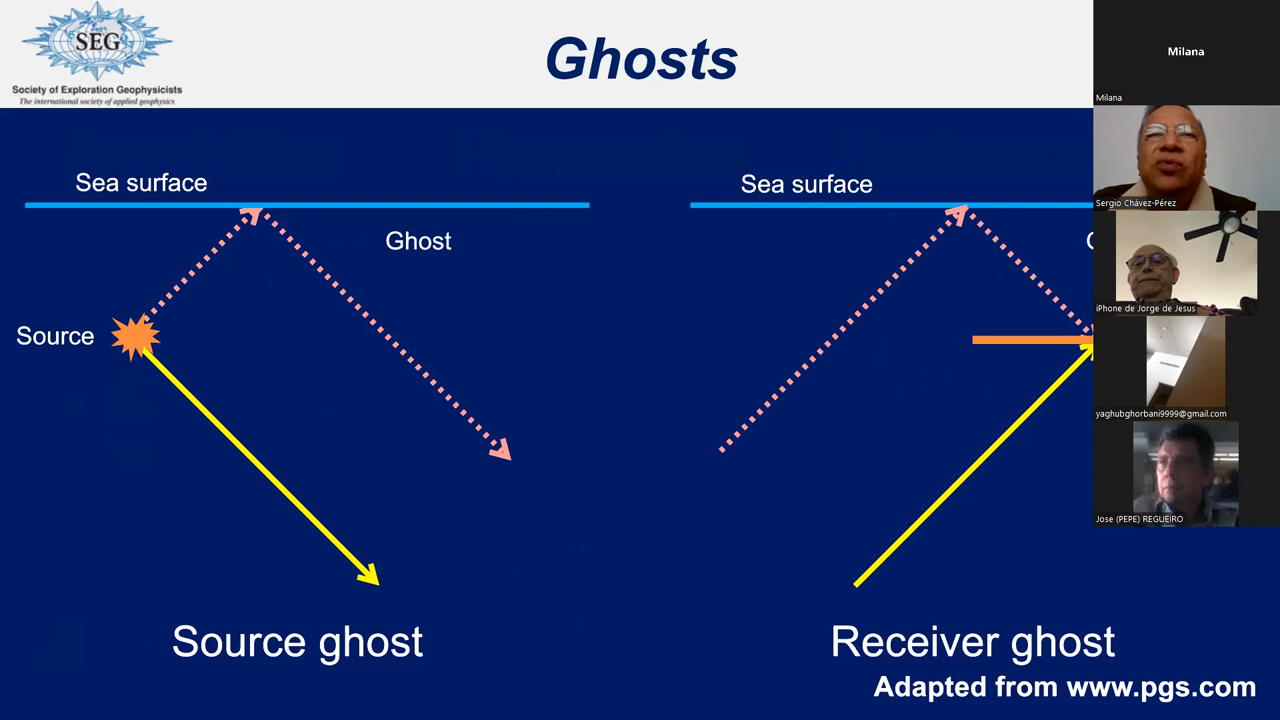 SEG
Society of Exploration Geophysicists
The international society of applied geophysics
Ghosts
Milana
Milana
Sergio Chávez-Pérez
iPhone de Jorge de Jesus
yaghubghorbani9999@gmail.com
Jose (PEPE) REGUEIRO
Sea surface
Ghost
Source
Source ghost
Sea surface
Receiver ghost
Adapted from www.pgs.com